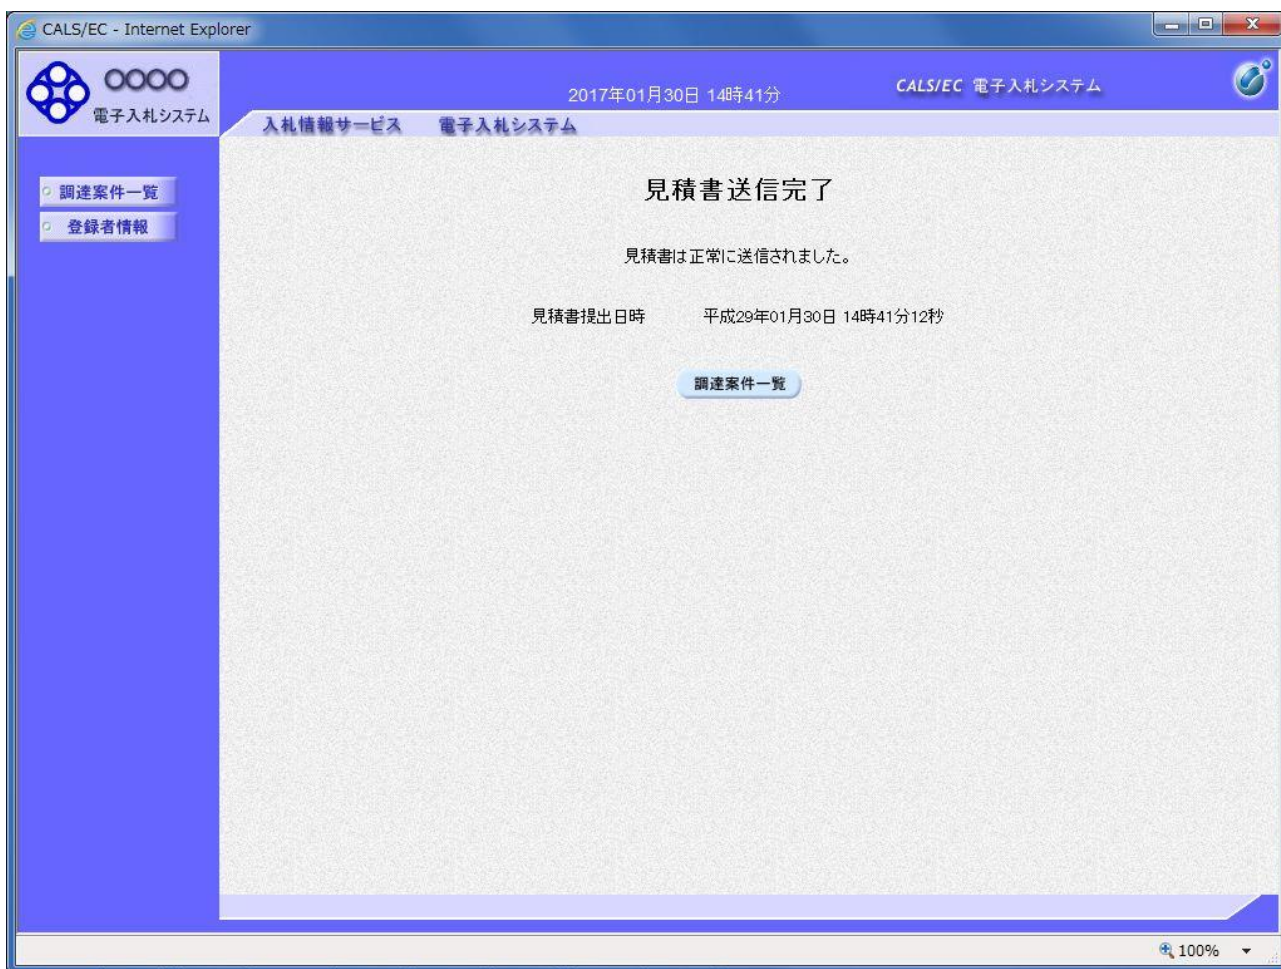 CALS/EC - Internet Explorer
〇〇〇〇
電子入札システム
2017年01月30日 14時41分
CALS/EC 電子入札システム
入札情報サービス 電子入札システム
調達案件一覧
登録者情報
見積書送信完了
見積書は正常に送信されました。
見積書提出日時 平成29年01月30日 14時41分12秒
調達案件一覧
100%